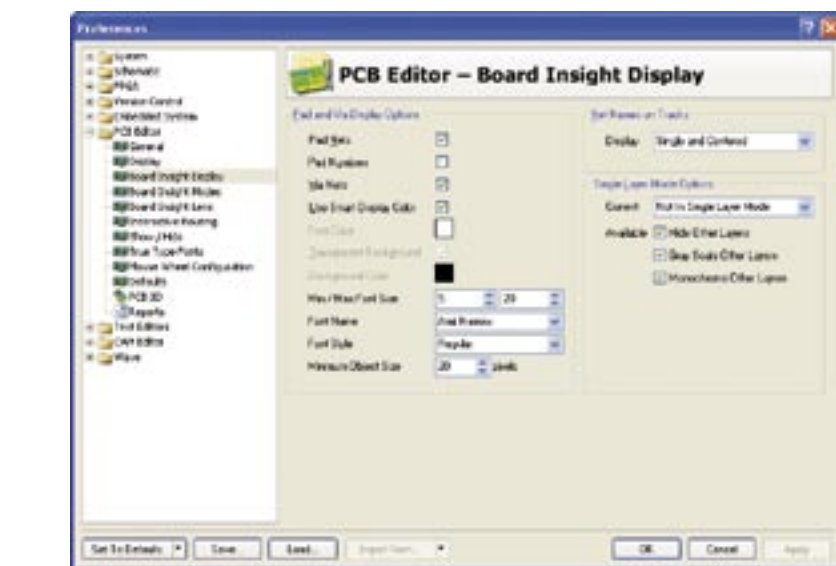 Preferences
System
Schematic
FPGA
Version Control
Embedded System
PCB Editor
General
Display
Board Insight Display
Board Insight Modes
Board Insight Lens
Interactive Routing
Show / Hide
True Type Fonts
Mouse Wheel Configuration
Defaults
PCB 3D
Reports
Text Editors
CAM Editor
Wave
PCB Editor – Board Insight Display
Pad and Via Display Options
Pad Nets
Pad Numbers
Via Nets
Use Smart Display Color
Font Color
Transparent Background
Background Color
Min / Max Font Size 5 20
Font Name Arial Narrow
Font Style Regular
Minimum Object Size 20 pixels
Net Names on Tracks
Display Single and Centered
Single Layer Mode Options
Current Not In Single Layer Mode
Available Hide Other Layers
Gray Scale Other Layers
Monochrome Other Layers
Set To Defaults Save... Load... Import From... OK Cancel Apply